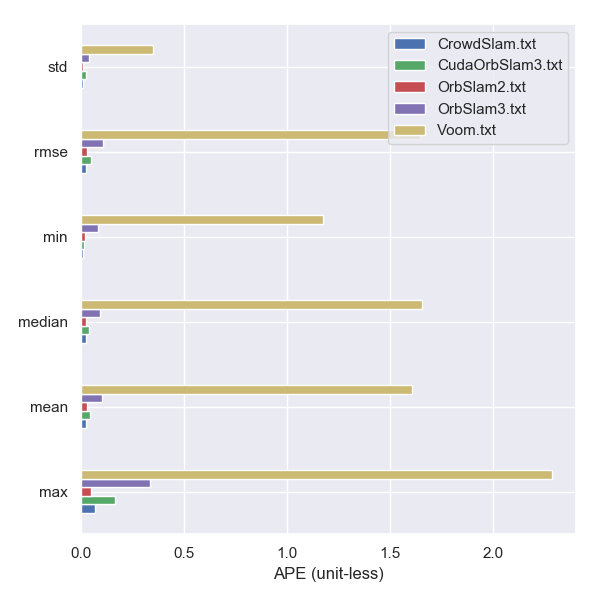 CrowdSlam.txt
CudaOrbSlam3.txt
OrbSlam2.txt
OrbSlam3.txt
Voom.txt
std
rmse
min
median
mean
max
0.0 0.5 1.0 1.5 2.0
APE (unit-less)